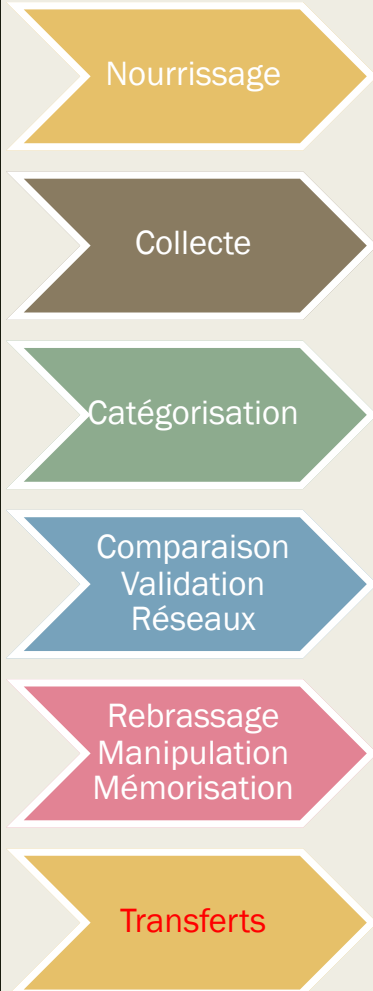 Nourrissage
Collecte
Catégorisation
Comparaison
Validation
Réseaux
Rebrassage
Manipulation
Mémorisation
Transferts